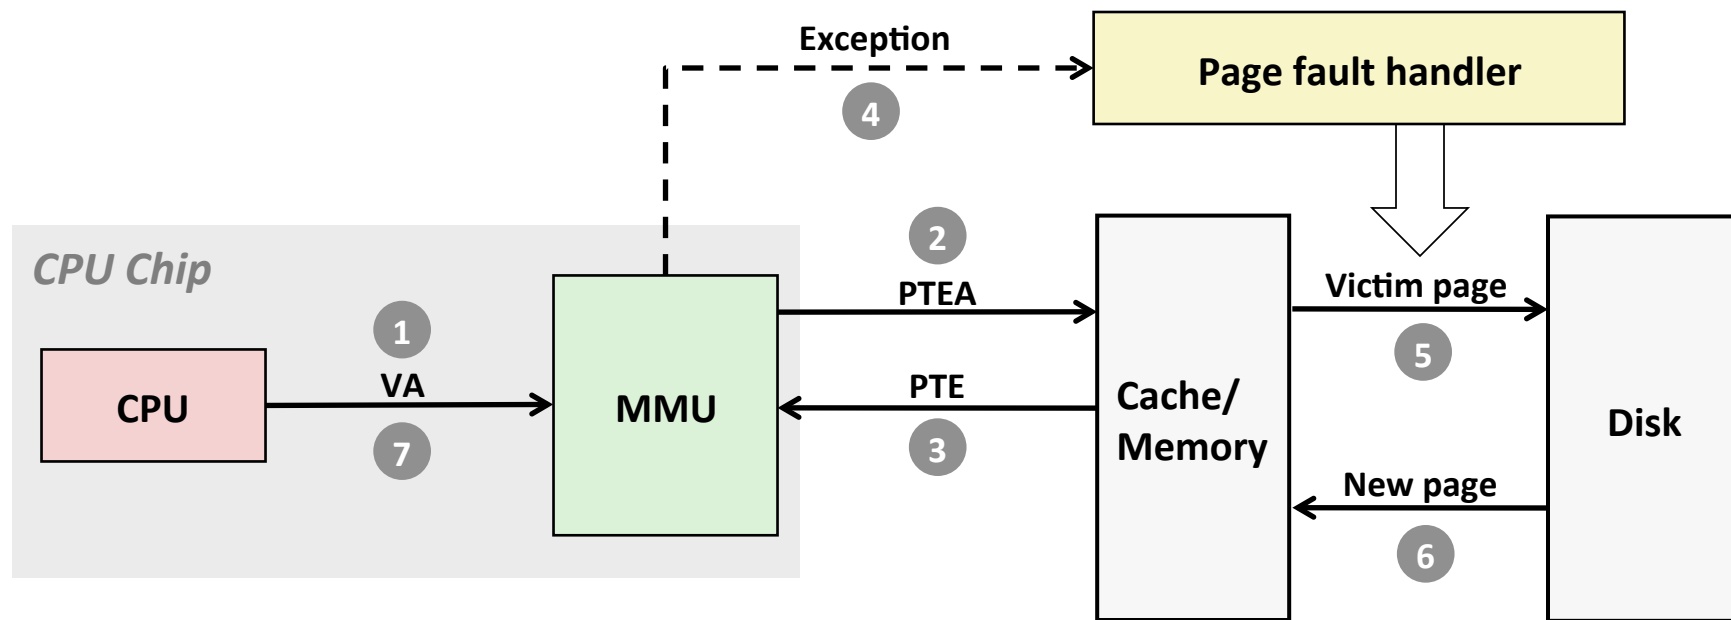 Exception
Page fault handler
4
2
CPU Chip
PTEA
Victim page
1
5
VA
CPU
MMU
PTE
Cache/
Memory
Disk
7
3
New page
6